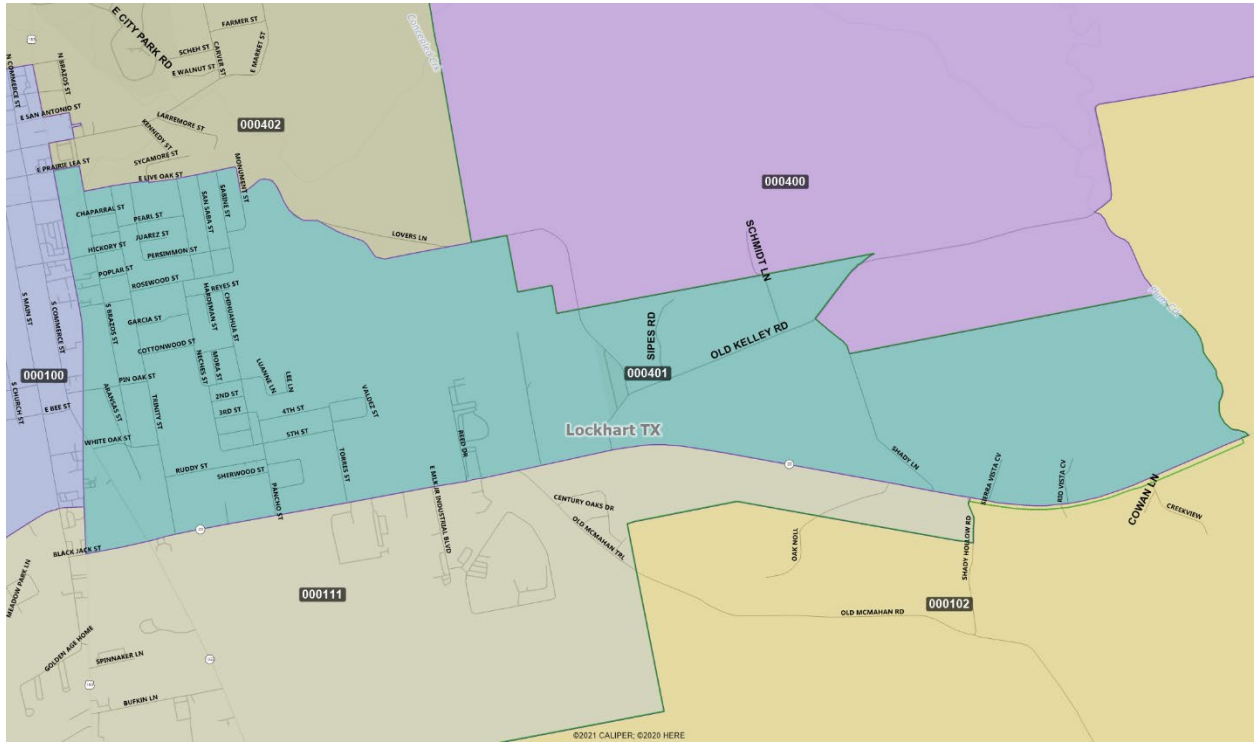 FARMER ST
E CITY PARK RD
SCHEH ST
CARVER ST
E MARKET ST
E WALNUT ST
N COMMERCE ST
N BRAZOS ST
E SAN ANTONIO ST
LARREMORE ST
KENNEDY ST
000402
SYCAMORE ST
E PRAIRIE LEA ST
E LIVE OAK ST
MONUMENT ST
000400
SAN SABA ST
SABINE ST
CHAPARRAL ST
PEARL ST
JUAREZ ST
HICKORY ST
PERSIMMON ST
LOVERS LN
SCHMIDT LN
POPLAR ST
ROSEWOOD ST
REYES ST
HARDEMAN ST
CHIHUAHUA ST
S MAIN ST
S COMMERCE ST
S BRAZOS ST
GARCIA ST
SIPES RD
OLD KELLEY RD
COTTONWOOD ST
NECHES ST
MORA ST
LUANNE LN
LEE LN
000401
000100
PIN OAK ST
S CHURCH ST
ARANSAS ST
TRINITY ST
2ND ST
3RD ST
4TH ST
VALDEZ ST
E BEE ST
5TH ST
Lockhart TX
WHITE OAK ST
REED DR
RUDDY ST
SHERWOOD ST
TORRES ST
PANCHO ST
E MLK JR INDUSTRIAL BLVD
SHADY LN
SIERRA VISTA CV
RIO VISTA CV
COWAN LN
CREEKVIEW
CENTURY OAKS DR
OLD MCMAHAN TRL
OAK NOLL
SHADY HOLLOW RD
BLACK JACK ST
MEADOW PARK LN
000111
000102
OLD MCMAHAN RD
GOLDEN AGE HOME
SPINNAKER LN
BUFKIN LN
©2021 CALIPER; ©2020 HERE